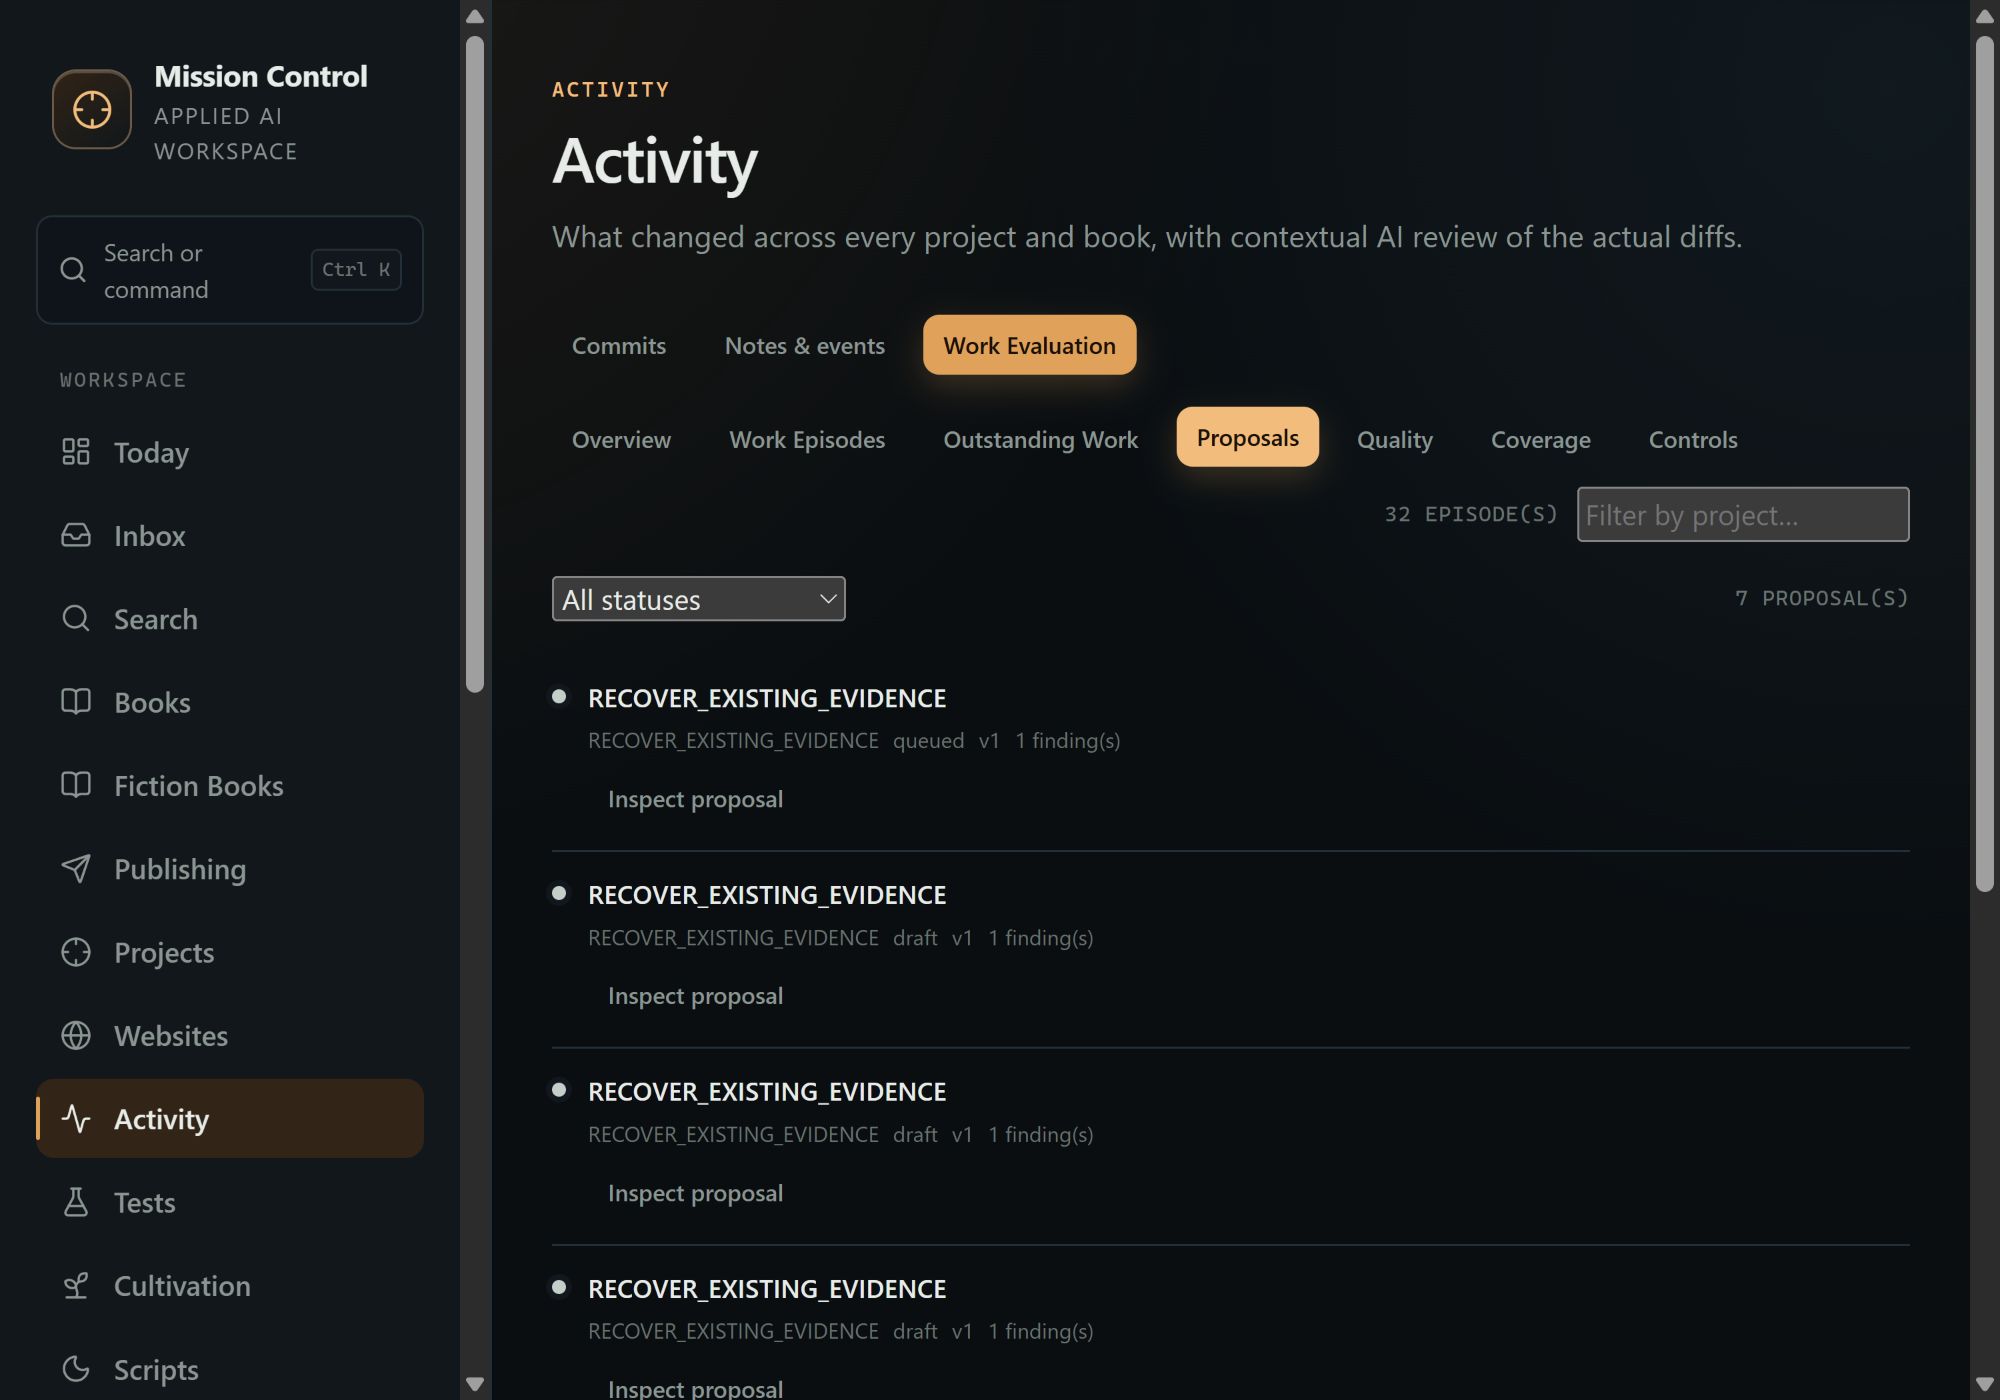 Mission Control
APPLIED AI
WORKSPACE
Search or
command
Ctrl K
WORKSPACE
Today
Inbox
Search
Books
Fiction Books
Publishing
Projects
Websites
Activity
Tests
Cultivation
Scripts
ACTIVITY
Activity
What changed across every project and book, with contextual AI review of the actual diffs.
Commits Notes & events Work Evaluation
Overview Work Episodes Outstanding Work Proposals Quality Coverage Controls
32 EPISODE(S) Filter by project...
All statuses 7 PROPOSAL(S)
RECOVER_EXISTING_EVIDENCE
RECOVER_EXISTING_EVIDENCE queued v1 1 finding(s)
Inspect proposal
RECOVER_EXISTING_EVIDENCE
RECOVER_EXISTING_EVIDENCE draft v1 1 finding(s)
Inspect proposal
RECOVER_EXISTING_EVIDENCE
RECOVER_EXISTING_EVIDENCE draft v1 1 finding(s)
Inspect proposal
RECOVER_EXISTING_EVIDENCE
RECOVER_EXISTING_EVIDENCE draft v1 1 finding(s)
Inspect proposal